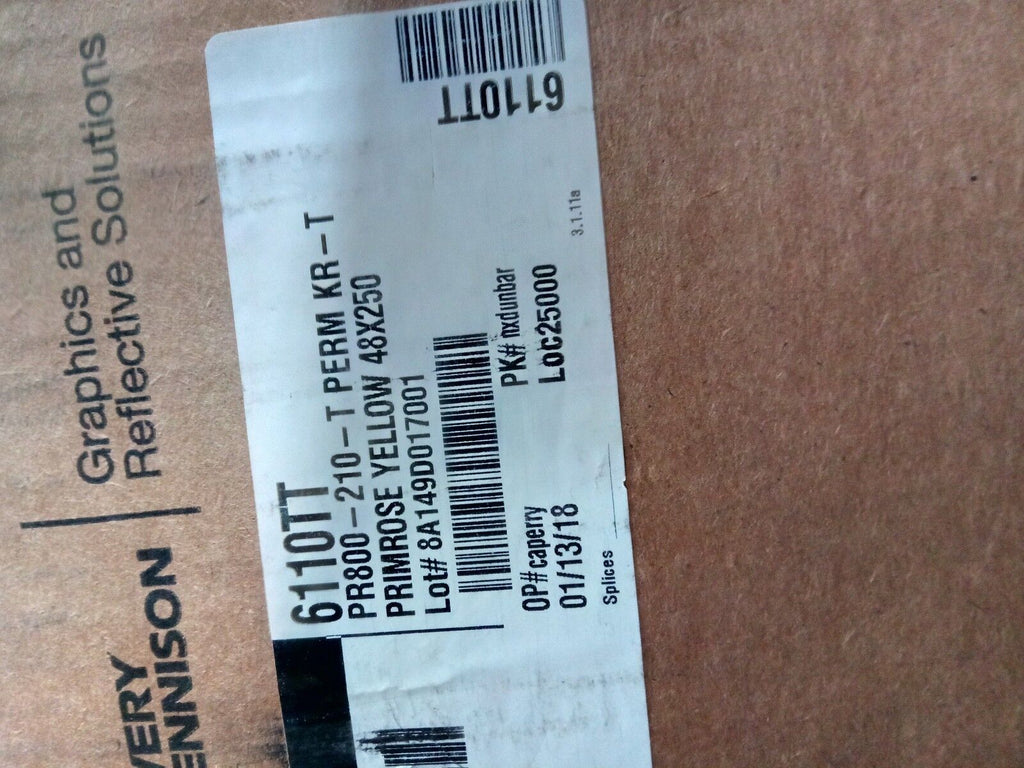 VERY
ENNISON
Graphics and
Reflective Solutions
6110TT
PR800-210-T PERM KR-T
PRIMROSE YELLOW 48X250
Lot# 8A149D017001
OP#caperry
PK# nxdunbar
01/13/18
Loc25000
Splices
3.1.11a
6110TT